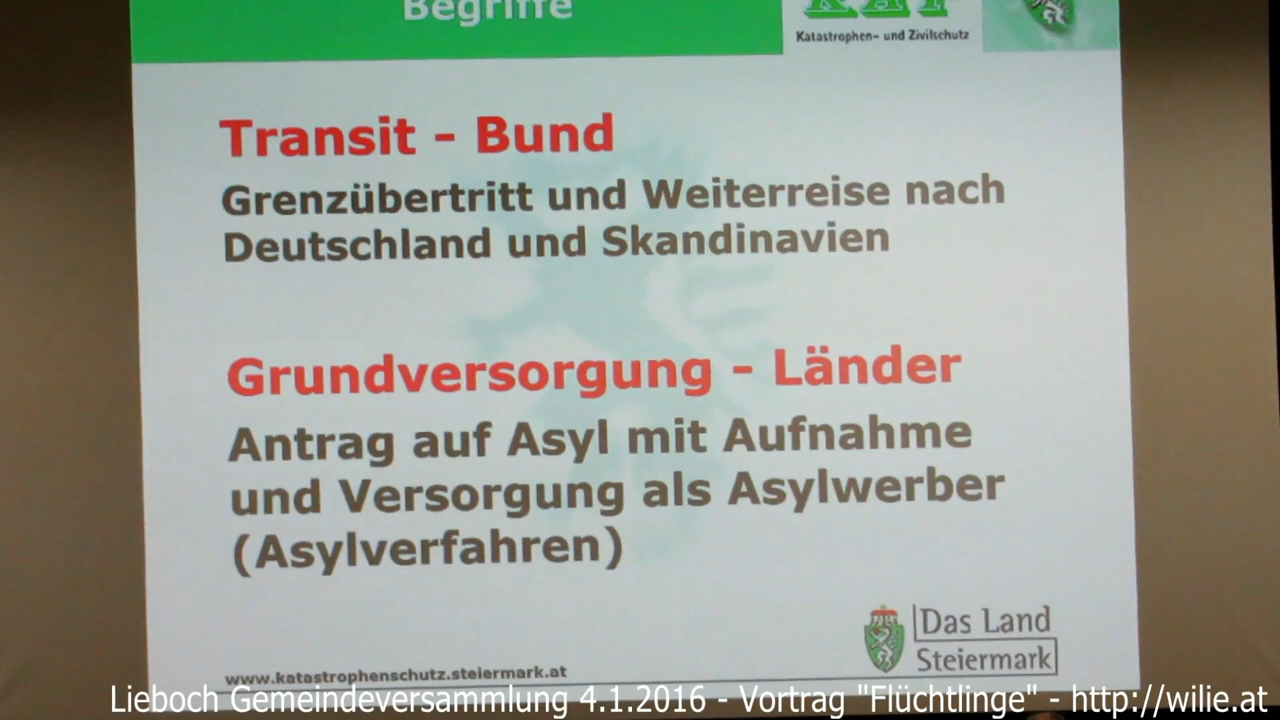 Begriffe
KAT
Katastrophen- und Zivilschutz
Transit - Bund
Grenzübertritt und Weiterreise nach
Deutschland und Skandinavien
Grundversorgung - Länder
Antrag auf Asyl mit Aufnahme
und Versorgung als Asylwerber
(Asylverfahren)
Das Land
Steiermark
www.katastrophenschutz.steiermark.at
Lieboch Gemeindeversammlung 4.1.2016 - Vortrag "Flüchtlinge" - http://wilie.at